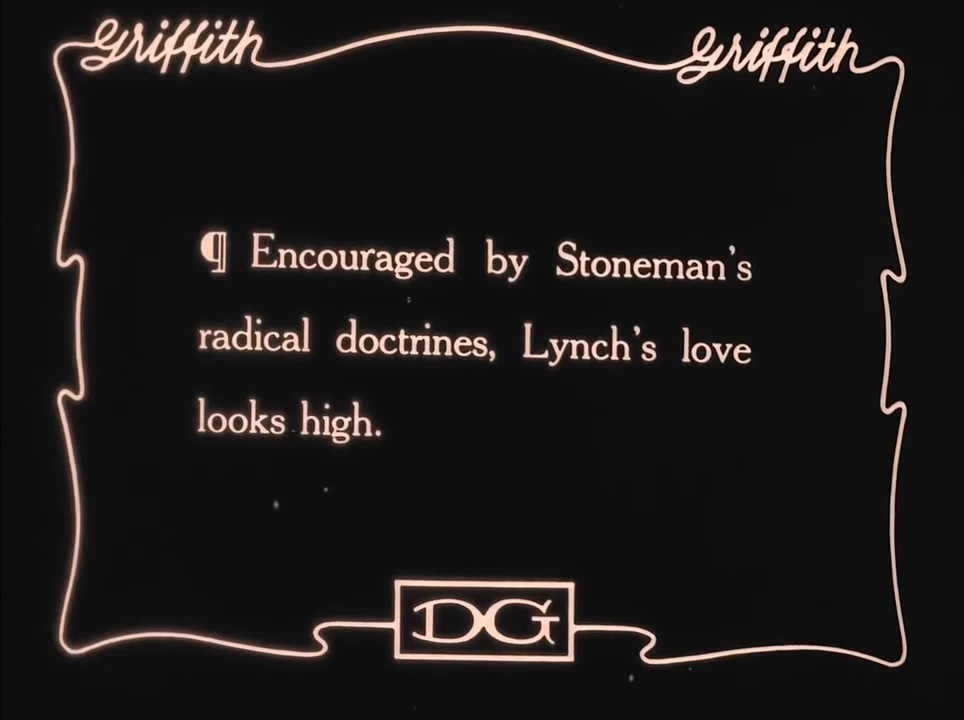 Griffith Griffith
¶ Encouraged by Stoneman's
radical doctrines, Lynch's love
looks high.
DG